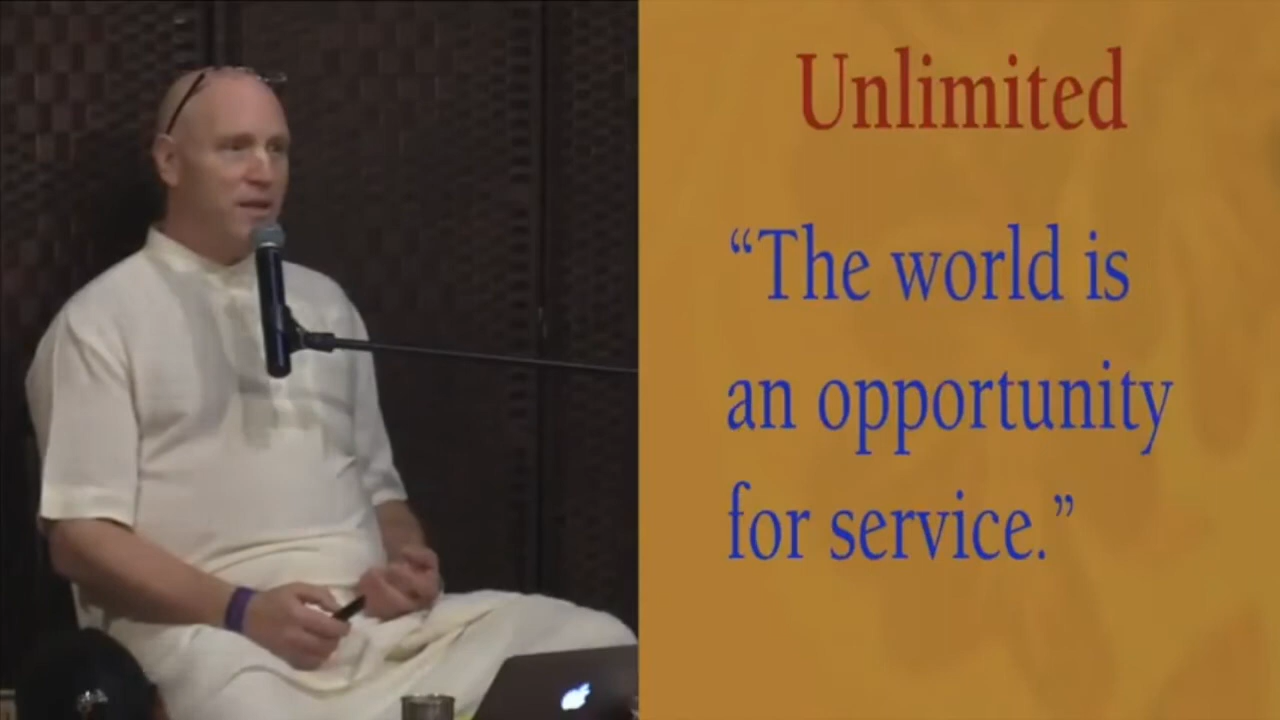 Unlimited
“The world is
an opportunity
for service.”